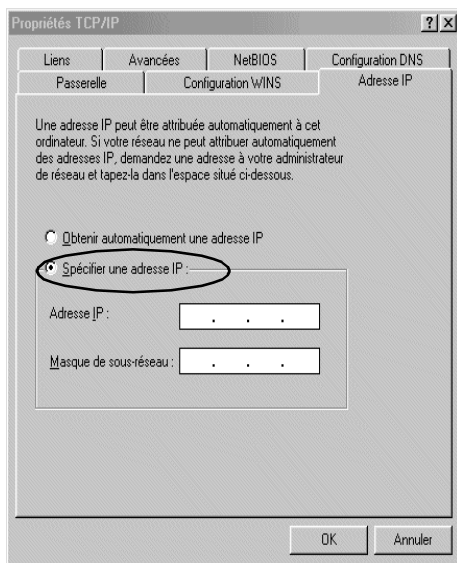 Propriétés TCP/IP
? x
Liens Avancées NetBIOS Configuration DNS
Passerelle Configuration WINS Adresse IP
Une adresse IP peut être attribuée automatiquement à cet
ordinateur. Si votre réseau ne peut attribuer automatiquement
des adresses IP, demandez une adresse à votre administrateur
de réseau et tapez-la dans l'espace situé ci-dessous.
Obtenir automatiquement une adresse IP
Spécifier une adresse IP :
Adresse IP : . . .
Masque de sous-réseau : . . .
OK Annuler